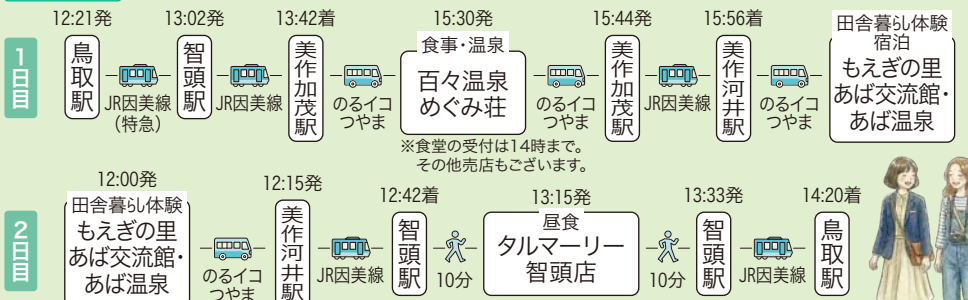 1日目
12:21発
鳥取駅
JR因美線
(特急)
13:02発
智頭駅
JR因美線
13:42着
美作加茂駅
のるイコ
つやま
15:30発
食事・温泉
百々温泉
めぐみ荘
※食堂の受付は14時まで。
その他売店もございます。
のるイコ
つやま
15:44発
美作加茂駅
JR因美線
15:56着
美作河井駅
のるイコ
つやま
田舎暮らし体験
宿泊
もえぎの里
あば交流館・
あば温泉
2日目
12:00発
田舎暮らし体験
もえぎの里
あば交流館・
あば温泉
のるイコ
つやま
12:15発
美作河井駅
JR因美線
12:42着
智頭駅
10分
13:15発
昼食
タルマーリー
智頭店
10分
13:33発
智頭駅
JR因美線
14:20着
鳥取駅